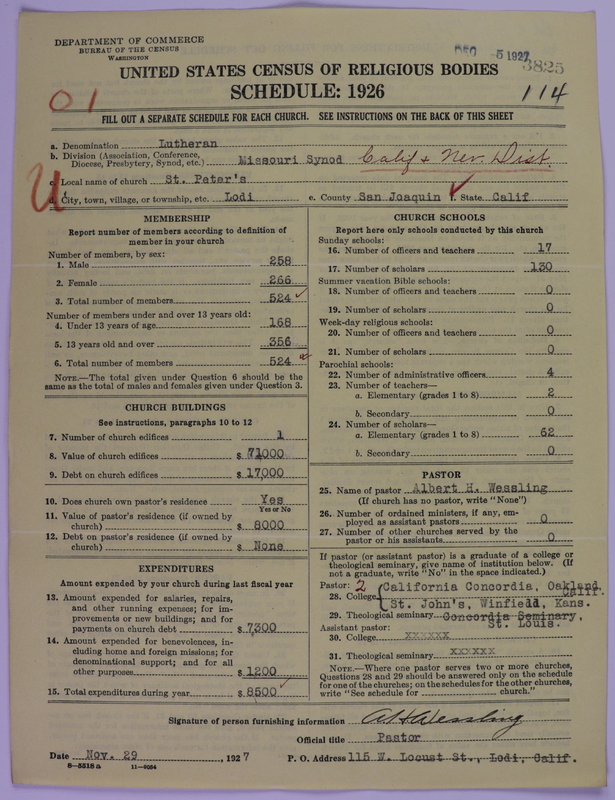 DEPARTMENT OF COMMERCE
BUREAU OF THE CENSUS
WASHINGTON
DEC -5 1927
3825
UNITED STATES CENSUS OF RELIGIOUS BODIES
SCHEDULE: 1926
01
114
FILL OUT A SEPARATE SCHEDULE FOR EACH CHURCH. SEE INSTRUCTIONS ON THE BACK OF THIS SHEET
a. Denomination Lutheran
b. Division (Association, Conference, Diocese, Presbytery, Synod, etc.) Missouri Synod Calif + Nev. Dist.
U
c. Local name of church St. Peter's
d. City, town, village, or township, etc. Lodi e. County San Joaquin f. State Calif
MEMBERSHIP
Report number of members according to definition of
member in your church
Number of members, by sex:
1. Male 258
2. Female 266
3. Total number of members 524
Number of members under and over 13 years old:
4. Under 13 years of age 168
5. 13 years old and over 356
6. Total number of members 524
NOTE.—The total given under Question 6 should be
same as the total of males and females given under Question 3.
CHURCH BUILDINGS
See instructions, paragraphs 10 to 12
7. Number of church edifices 1
8. Value of church edifices $ 71000
9. Debt on church edifices $ 17000
10. Does church own pastor's residence Yes
Yes or No
11. Value of pastor's residence (if owned by
church) $ 8000
12. Debt on pastor's residence (if owned by
church) $ None
EXPENDITURES
Amount expended by your church during last fiscal year
13. Amount expended for salaries, repairs,
and other running expenses; for im-
provements or new buildings; and for
payments on church debt $ 7300
14. Amount expended for benevolences, in-
cluding home and foreign missions; for
denominational support; and for all
other purposes $ 1200
15. Total expenditures during year $ 8500
CHURCH SCHOOLS
Report here only schools conducted by this church
Sunday schools:
16. Number of officers and teachers 17
17. Number of scholars 130
Summer vacation Bible schools:
18. Number of officers and teachers 0
19. Number of scholars 0
Week-day religious schools:
20. Number of officers and teachers 0
21. Number of scholars 0
Parochial schools:
22. Number of administrative officers 4
23. Number of teachers—
a. Elementary (grades 1 to 8) 2
b. Secondary 0
24. Number of scholars—
a. Elementary (grades 1 to 8) 62
b. Secondary 0
PASTOR
25. Name of pastor Albert H. Wessling
(If church has no pastor, write "None")
26. Number of ordained ministers, if any, em-
ployed as assistant pastors 0
27. Number of other churches served by the
pastor or his assistants 0
If pastor (or assistant pastor) is a graduate of a college or
theological seminary, give name of institution below. (If
not a graduate, write "No" in the space indicated.)
Pastor: 2 California Concordia, Oakland, Calif.
28. College St. John's, Winfield, Kans.
29. Theological seminary Concordia Seminary,
Assistant pastor: St. Louis.
30. College xxxxxx
31. Theological seminary xxxxxx
NOTE.—Where one pastor serves two or more churches,
Questions 28 and 29 should be answered only on the schedule
for one of the churches; on the schedules for the other churches,
write "See schedule for church."
Signature of person furnishing information AHWessling
Official title Pastor
Date Nov. 29, 1927 P. O. Address 115 W. Locust St., Lodi, Calif.
8—5518 a 11—9054